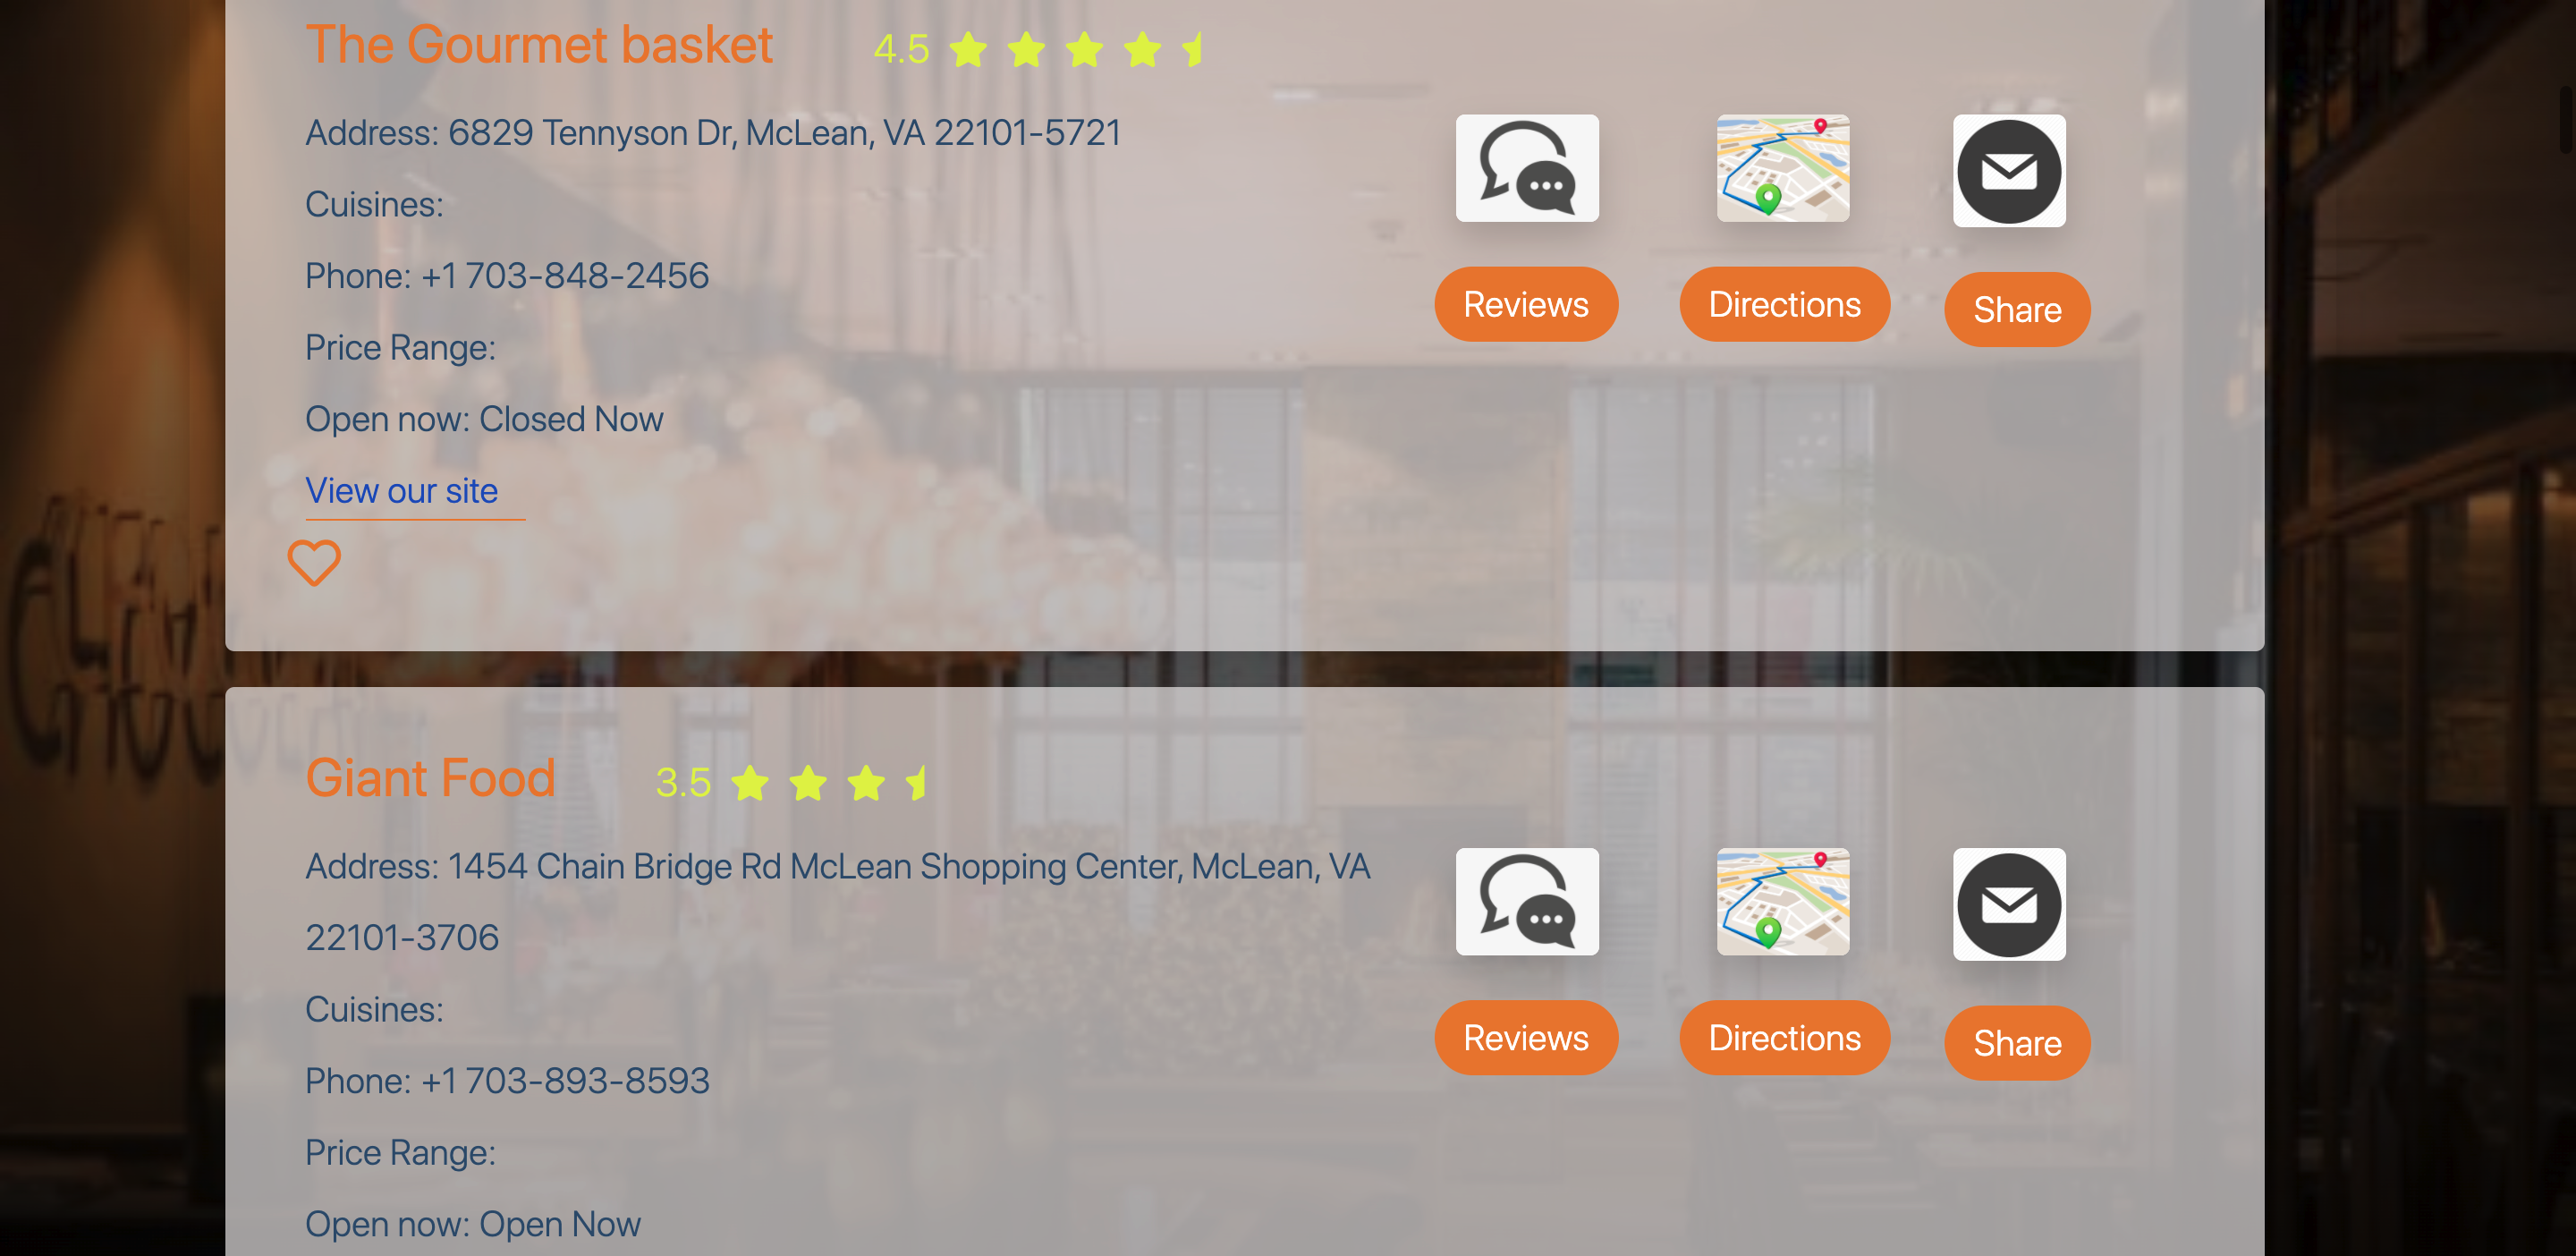 The Gourmet basket 4.5
Address: 6829 Tennyson Dr, McLean, VA 22101-5721
Cuisines:
Phone: +1 703-848-2456
Price Range:
Open now: Closed Now
View our site
Reviews Directions Share
Giant Food 3.5
Address: 1454 Chain Bridge Rd McLean Shopping Center, McLean, VA
22101-3706
Cuisines:
Phone: +1 703-893-8593
Price Range:
Open now: Open Now
Reviews Directions Share